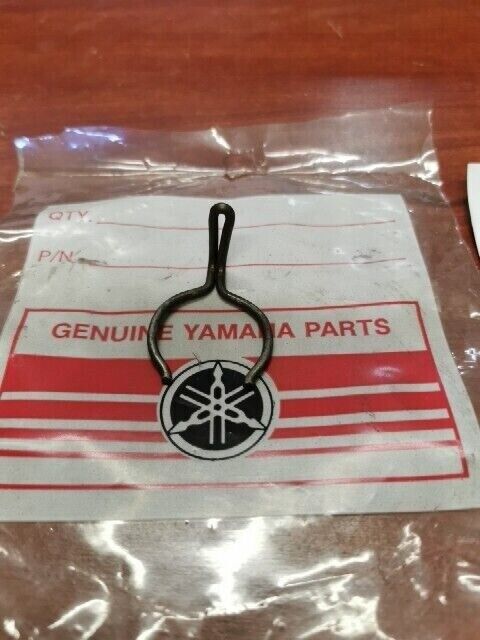 QTY.
P/N.
GENUINE YAMAHA PARTS